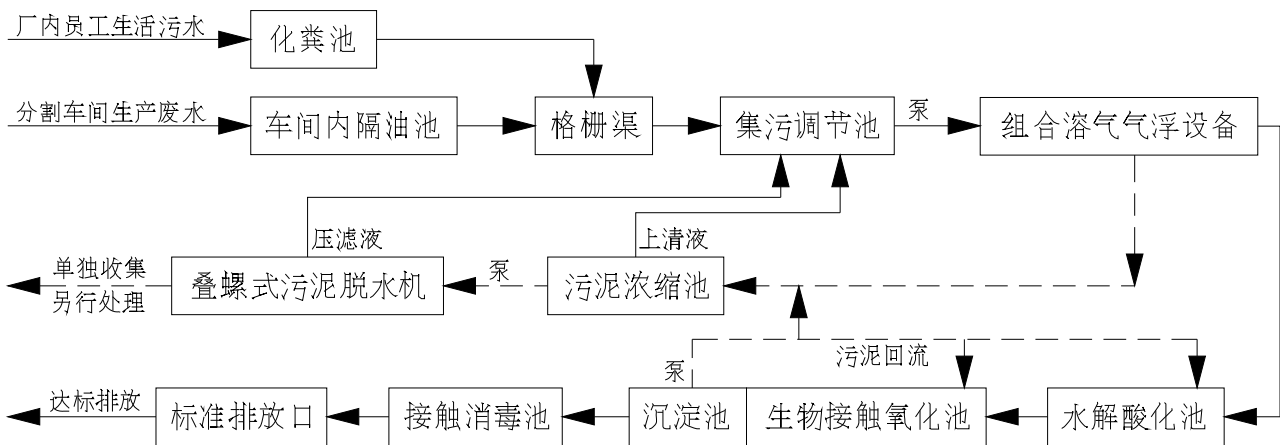 厂内员工生活污水
化粪池
分割车间生产废水
车间内隔油池
格栅渠
集污调节池
泵
组合溶气气浮设备
压滤液
上清液
单独收集
另行处理
叠螺式污泥脱水机
泵
污泥浓缩池
污泥回流
泵
达标排放
标准排放口
接触消毒池
沉淀池
生物接触氧化池
水解酸化池